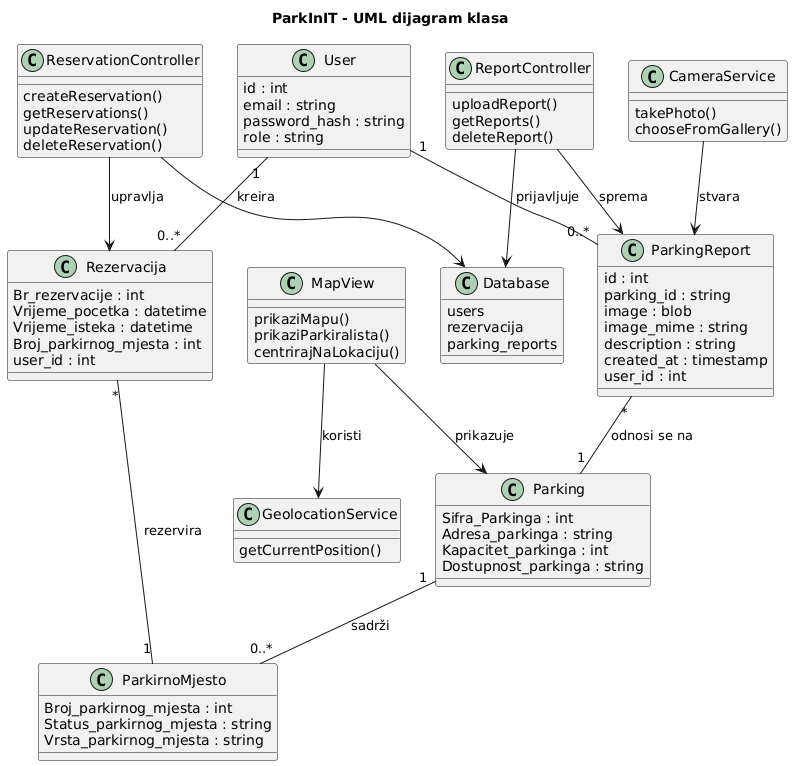 ParkInIT - UML dijagram klasa
C ReservationController
createReservation()
getReservations()
updateReservation()
deleteReservation()
C User
id : int
email : string
password_hash : string
role : string
C ReportController
uploadReport()
getReports()
deleteReport()
C CameraService
takePhoto()
chooseFromGallery()
upravlja
1
kreira
0..*
1
prijavljuje
0..*
sprema
stvara
C Rezervacija
Br_rezervacije : int
Vrijeme_pocetka : datetime
Vrijeme_isteka : datetime
Broj_parkirnog_mjesta : int
user_id : int
C MapView
prikaziMapu()
prikaziParkiralista()
centrirajNaLokaciju()
C Database
users
rezervacija
parking_reports
C ParkingReport
id : int
parking_id : string
image : blob
image_mime : string
description : string
created_at : timestamp
user_id : int
*
rezervira
1
koristi
prikazuje
*
odnosi se na
1
C GeolocationService
getCurrentPosition()
C Parking
Sifra_Parkinga : int
Adresa_parkinga : string
Kapacitet_parkinga : int
Dostupnost_parkinga : string
1
sadrži
0..*
C ParkirnoMjesto
Broj_parkirnog_mjesta : int
Status_parkirnog_mjesta : string
Vrsta_parkirnog_mjesta : string